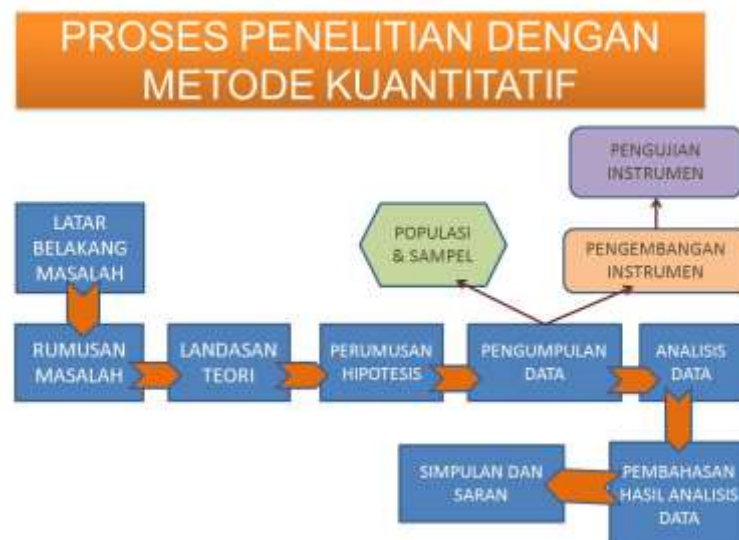 PROSES PENELITIAN DENGAN
METODE KUANTITATIF
PENGUJIAN
INSTRUMEN
LATAR
BELAKANG
MASALAH
POPULASI
& SAMPEL
PENGEMBANGAN
INSTRUMEN
RUMUSAN
MASALAH
LANDASAN
TEORI
PERUMUSAN
HIPOTESIS
PENGUMPULAN
DATA
ANALISIS
DATA
PEMBAHASAN
HASIL ANALISIS
DATA
SIMPULAN DAN
SARAN